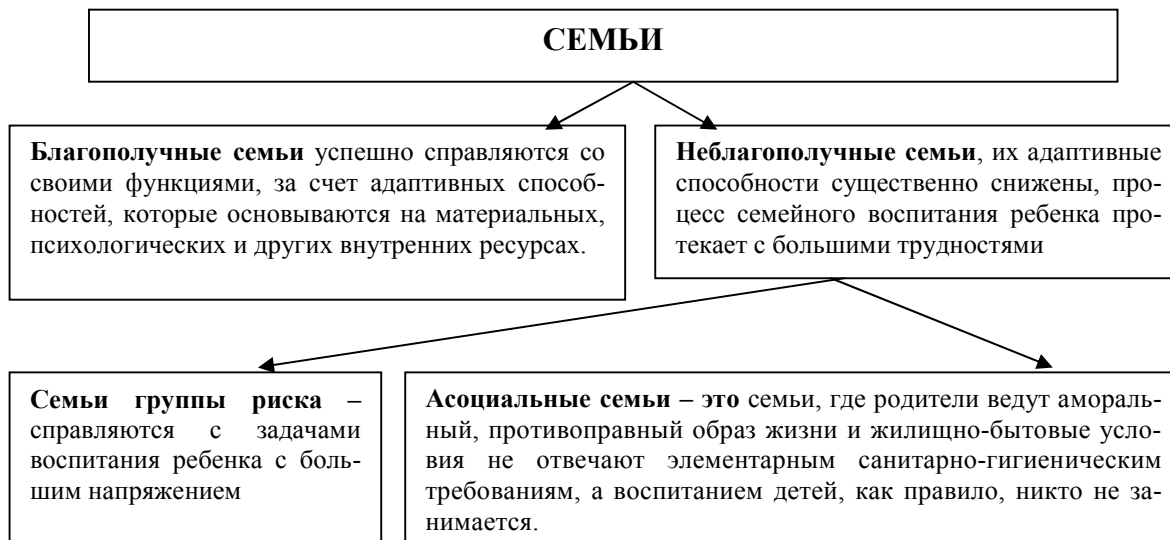 СЕМЬИ
Благополучные семьи успешно справляются со
своими функциями, за счет адаптивных способ-
ностей, которые основываются на материальных,
психологических и других внутренних ресурсах.
Неблагополучные семьи, их адаптивные
способности существенно снижены, про-
цесс семейного воспитания ребенка про-
текает с большими трудностями
Семьи группы риска –
справляются с задачами
воспитания ребенка с боль-
шим напряжением
Асоциальные семьи – это семьи, где родители ведут амораль-
ный, противоправный образ жизни и жилищно-бытовые усло-
вия не отвечают элементарным санитарно-гигиеническим
требованиям, а воспитанием детей, как правило, никто не за-
нимается.